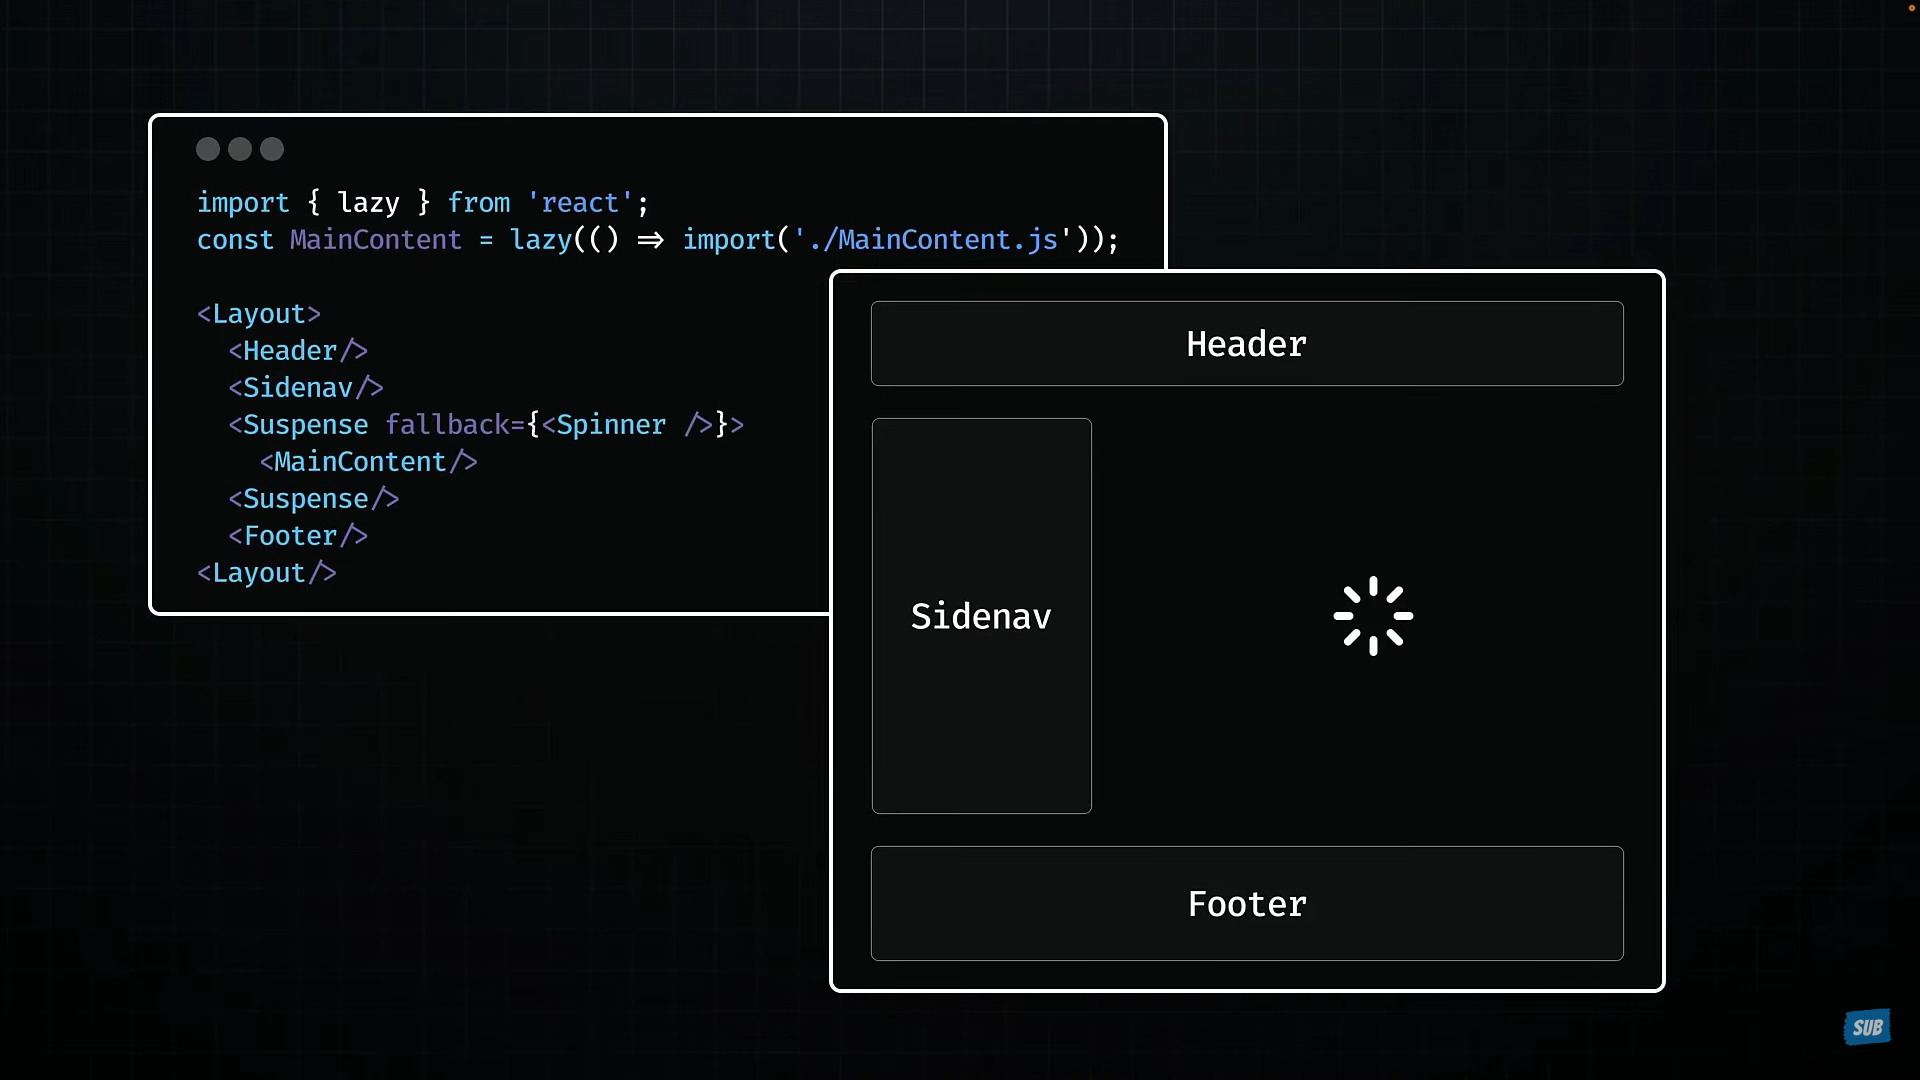 import { lazy } from 'react';
const MainContent = lazy(() => import('./MainContent.js'));
<Layout>
<Header/>
<Sidenav/>
<Suspense fallback={<Spinner />}>
<MainContent/>
<Suspense/>
<Footer/>
<Layout/>
Header
Sidenav
Footer
SUB